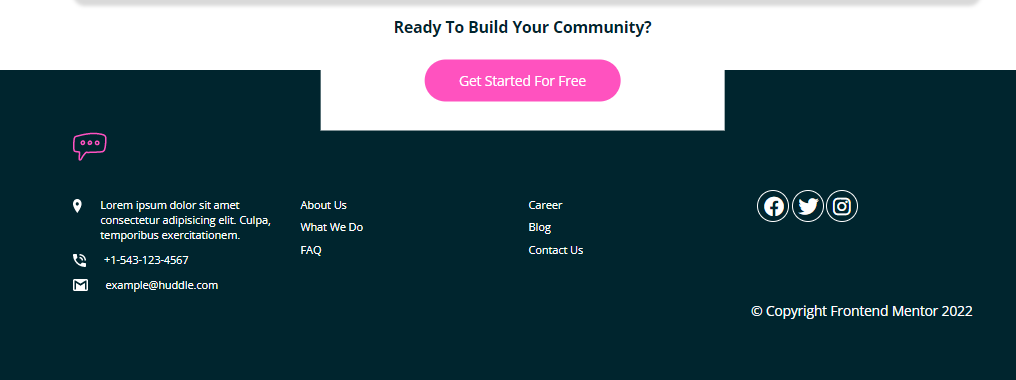 Ready To Build Your Community?
Get Started For Free
Lorem ipsum dolor sit amet
consectetur adipisicing elit. Culpa,
temporibus exercitationem.
+1-543-123-4567
example@huddle.com
About Us
What We Do
FAQ
Career
Blog
Contact Us
© Copyright Frontend Mentor 2022